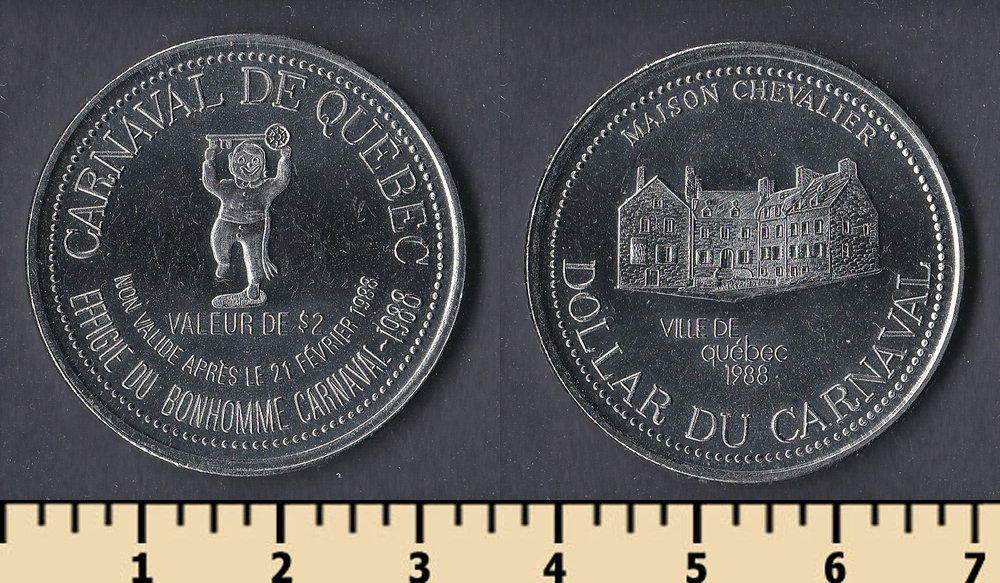 CARNAVAL DE QUÉBEC
VALEUR DE $2
NON VALIDE APRÈS LE 21 FÉVRIER 1988
EFFIGIE DU BONHOMME CARNAVAL-1988
MAISON CHEVALIER
VILLE DE
québec
1988
DOLLAR DU CARNAVAL
1 2 3 4 5 6 7